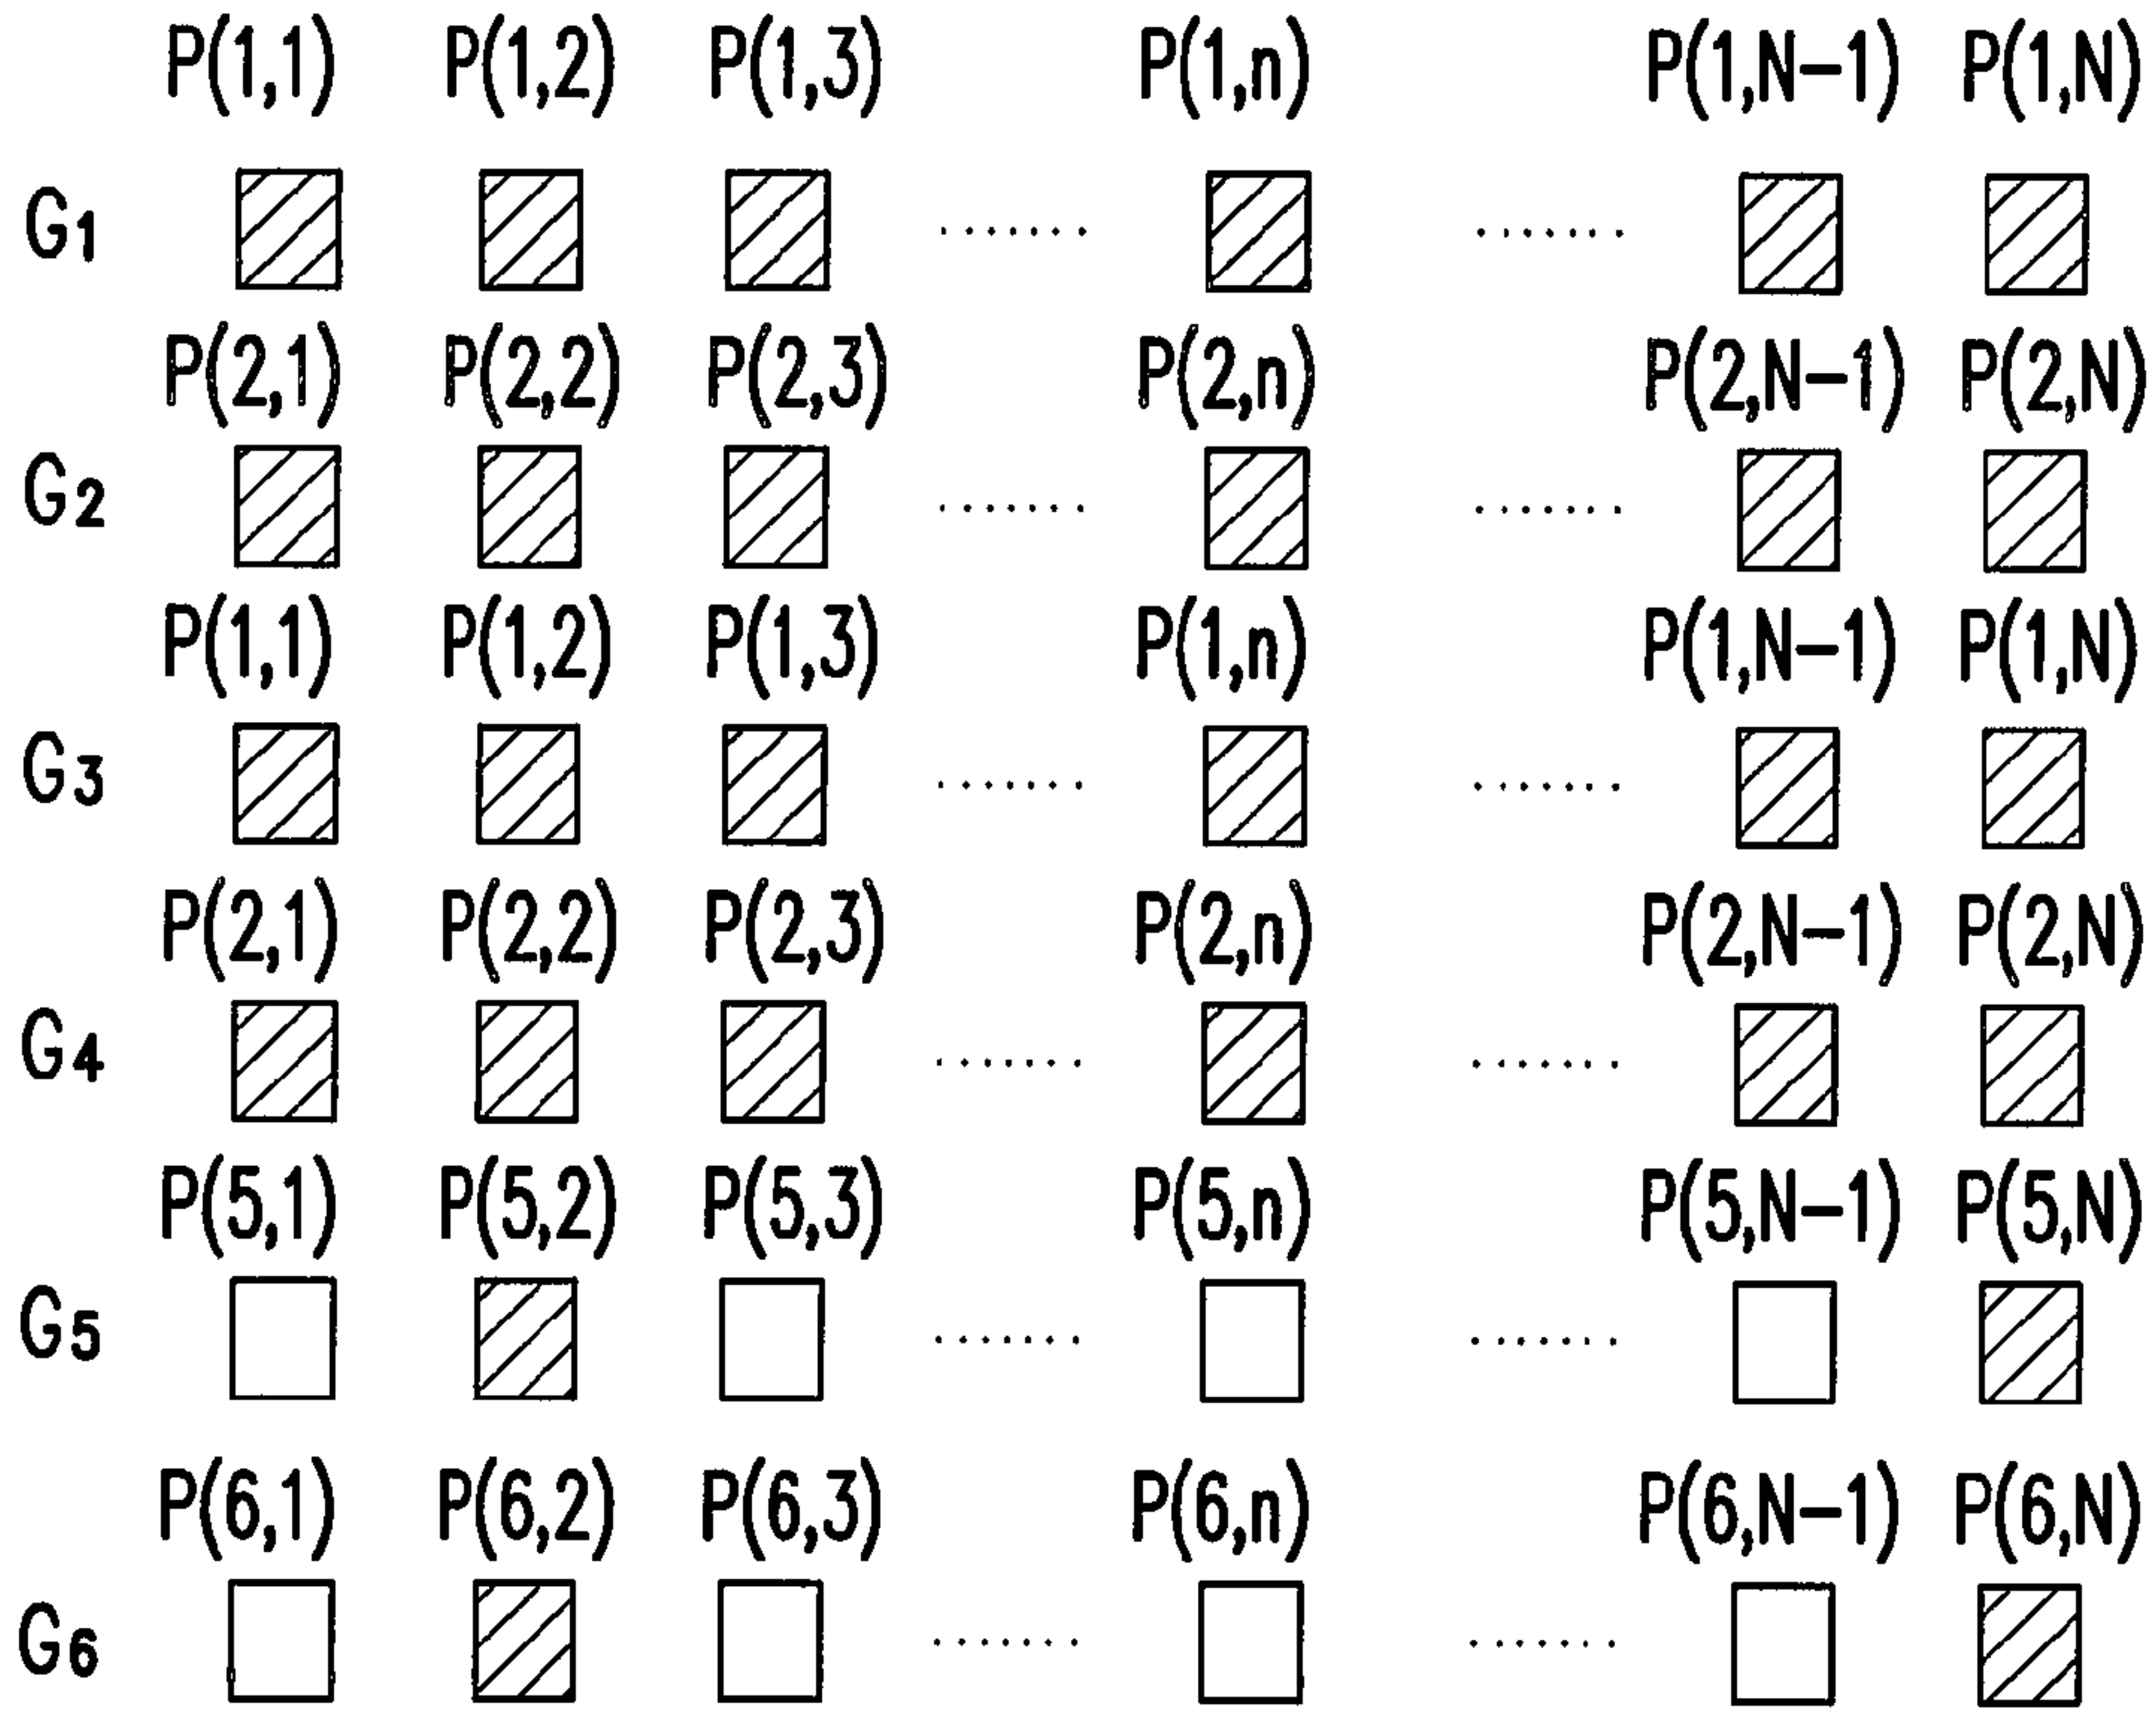 P(1,1) P(1,2) P(1,3) P(1,n) P(1,N-1) P(1,N)
G1 ....... .......
P(2,1) P(2,2) P(2,3) P(2,n) P(2,N-1) P(2,N)
G2 ....... .......
P(1,1) P(1,2) P(1,3) P(1,n) P(1,N-1) P(1,N)
G3 ....... .......
P(2,1) P(2,2) P(2,3) P(2,n) P(2,N-1) P(2,N)
G4 ....... .......
P(5,1) P(5,2) P(5,3) P(5,n) P(5,N-1) P(5,N)
G5 ....... .......
P(6,1) P(6,2) P(6,3) P(6,n) P(6,N-1) P(6,N)
G6 ....... .......